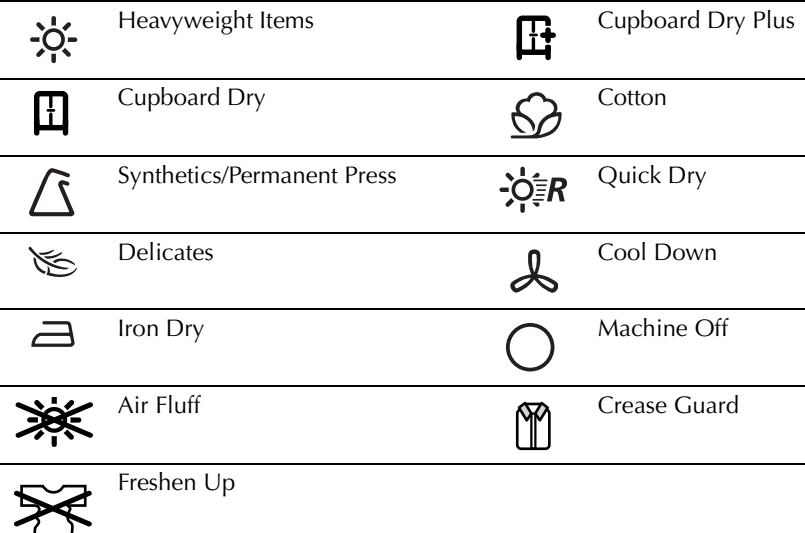 Heavyweight Items
Cupboard Dry Plus
Cupboard Dry
Cotton
Synthetics/Permanent Press
R
Quick Dry
Delicates
Cool Down
Iron Dry
Machine Off
Air Fluff
Crease Guard
Freshen Up